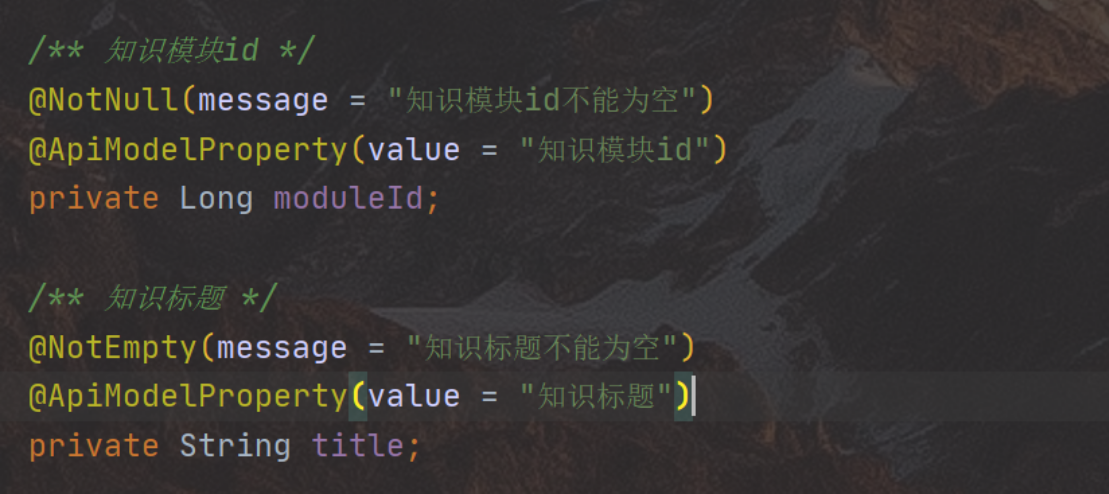 /** 知识模块id */
@NotNull(message = "知识模块id不能为空")
@ApiModelProperty(value = "知识模块id")
private Long moduleId;
/** 知识标题 */
@NotEmpty(message = "知识标题不能为空")
@ApiModelProperty(value = "知识标题")
private String title;